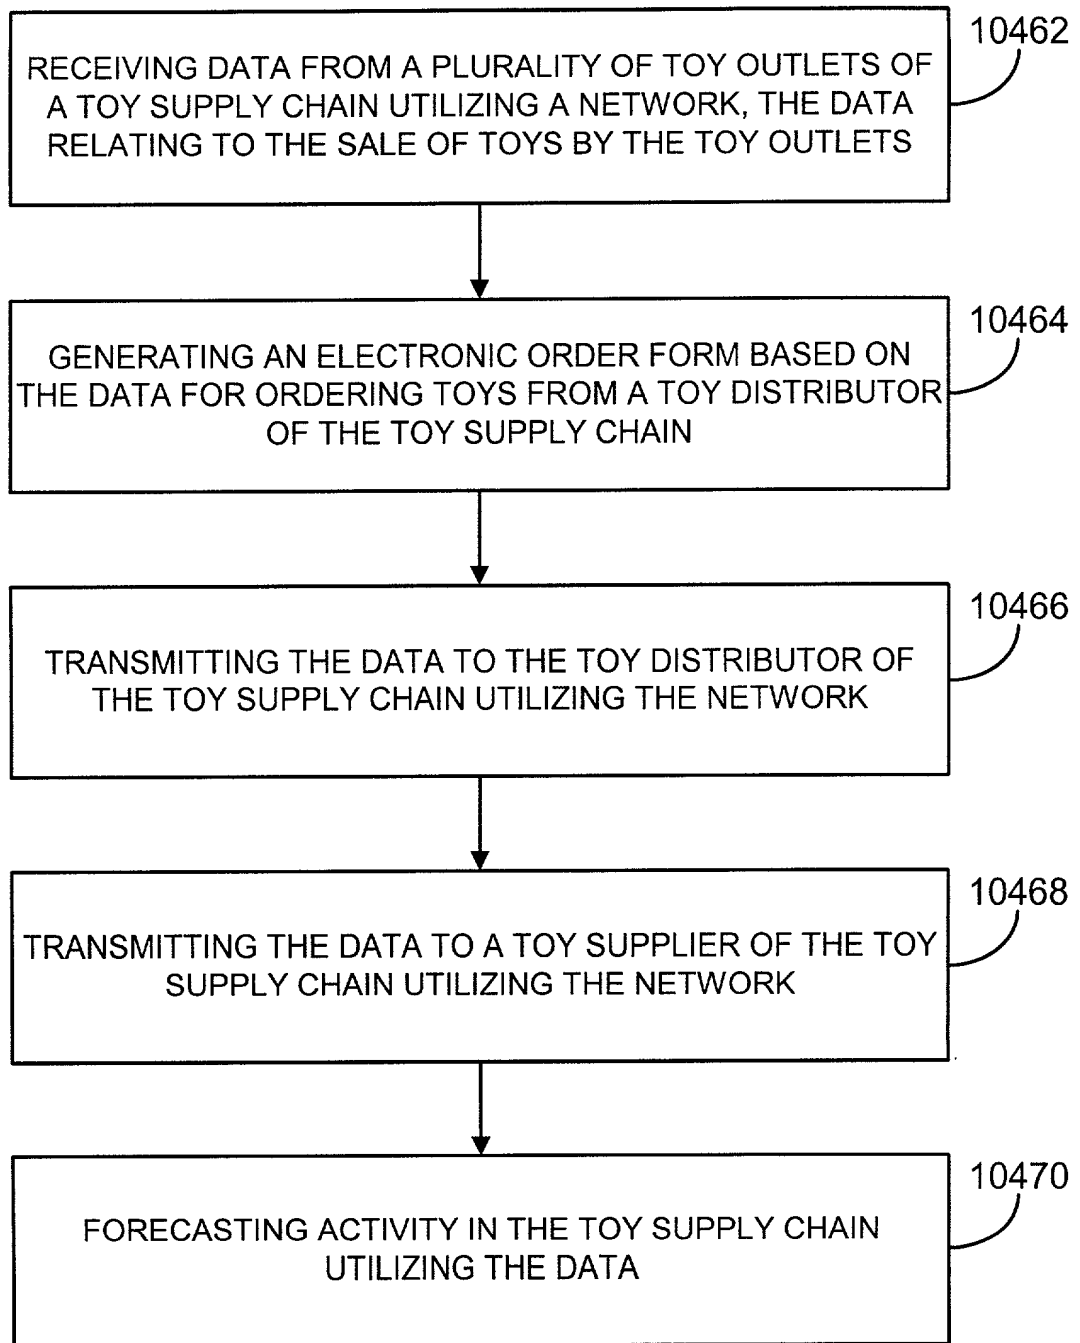 10462
RECEIVING DATA FROM A PLURALITY OF TOY OUTLETS OF
A TOY SUPPLY CHAIN UTILIZING A NETWORK, THE DATA
RELATING TO THE SALE OF TOYS BY THE TOY OUTLETS
10464
GENERATING AN ELECTRONIC ORDER FORM BASED ON
THE DATA FOR ORDERING TOYS FROM A TOY DISTRIBUTOR
OF THE TOY SUPPLY CHAIN
10466
TRANSMITTING THE DATA TO THE TOY DISTRIBUTOR OF
THE TOY SUPPLY CHAIN UTILIZING THE NETWORK
10468
TRANSMITTING THE DATA TO A TOY SUPPLIER OF THE TOY
SUPPLY CHAIN UTILIZING THE NETWORK
10470
FORECASTING ACTIVITY IN THE TOY SUPPLY CHAIN
UTILIZING THE DATA